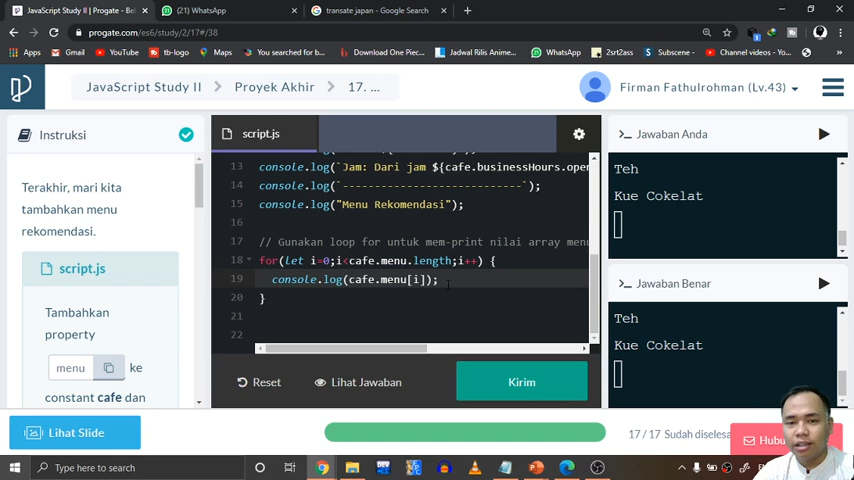 JavaScript Study II | Progate - Bel
(21) WhatsApp
transate japan - Google Search
progate.com/es6/study/2/17#/38
Apps
Gmail
YouTube
tb-logo
Maps
You searched for b...
Download One Piec...
Jadwal Rilis Anime...
WhatsApp
2srt2ass
Subscene -
Channel videos - Yo...
JavaScript Study II
Proyek Akhir
17. ...
Firman Fathulrohman (Lv.43)
Instruksi
Terakhir, mari kita
tambahkan menu
rekomendasi.
script.js
Tambahkan
property
menu
ke
constant cafe dan
script.js
13 console.log(`Jam: Dari jam ${cafe.businessHours.open
14 console.log(`----------------------------`);
15 console.log("Menu Rekomendasi");
16
17 // Gunakan loop for untuk mem-print nilai array menu
18 for(let i=0;i<cafe.menu.length;i++) {
19 console.log(cafe.menu[i]);
20 }
21
22
Reset
Lihat Jawaban
Kirim
Jawaban Anda
Teh
Kue Cokelat
Jawaban Benar
Teh
Kue Cokelat
Lihat Slide
17 / 17 Sudah diselesa
Hubu
Type here to search